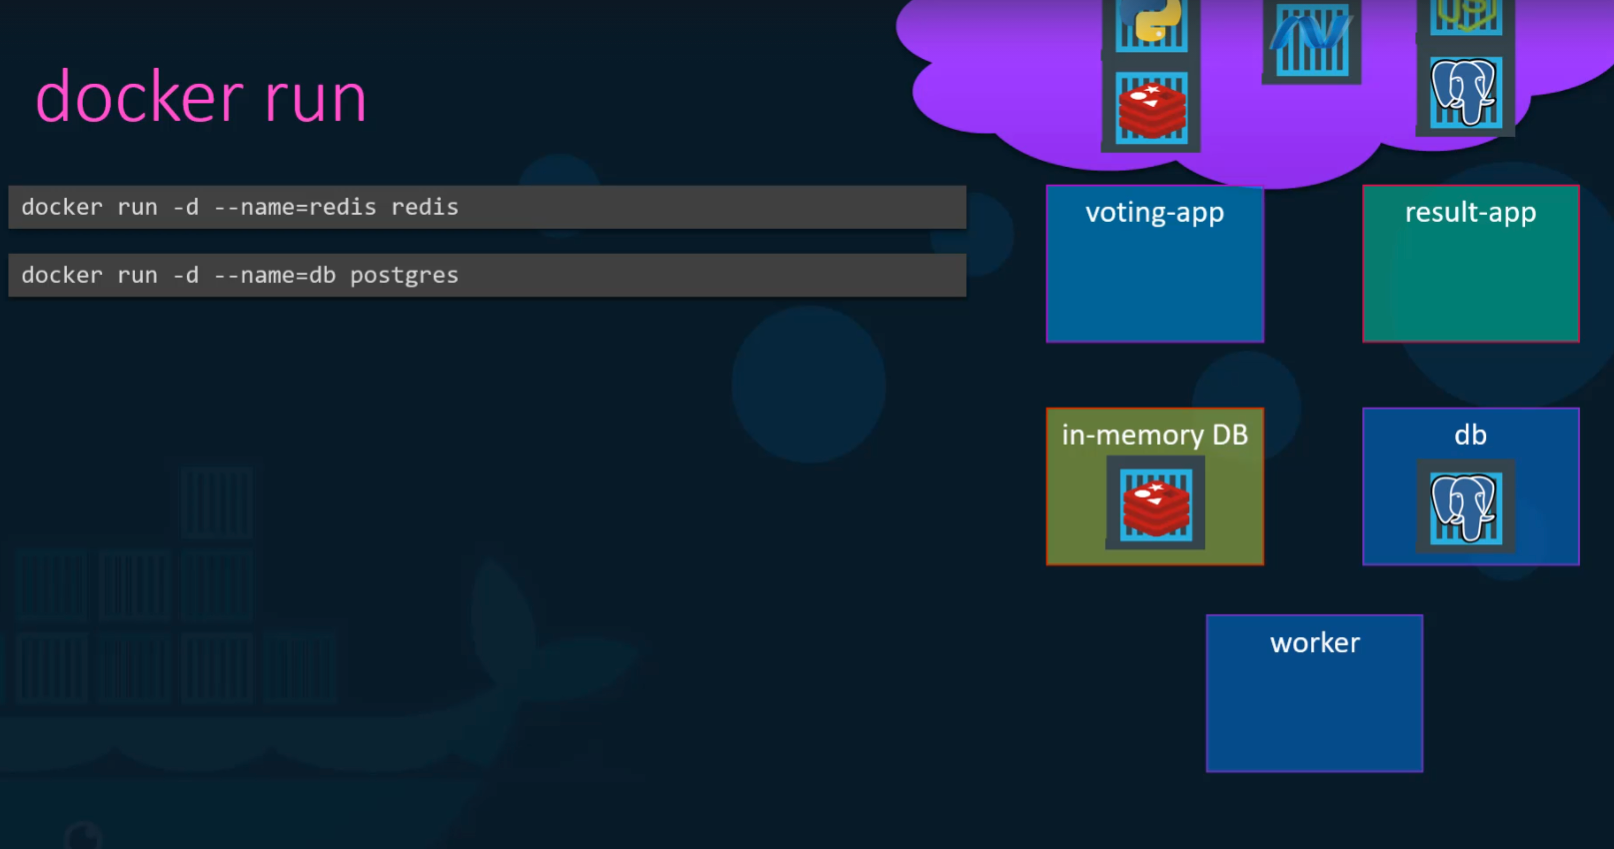 docker run
docker run -d --name=redis redis
docker run -d --name=db postgres
voting-app
result-app
in-memory DB
db
worker